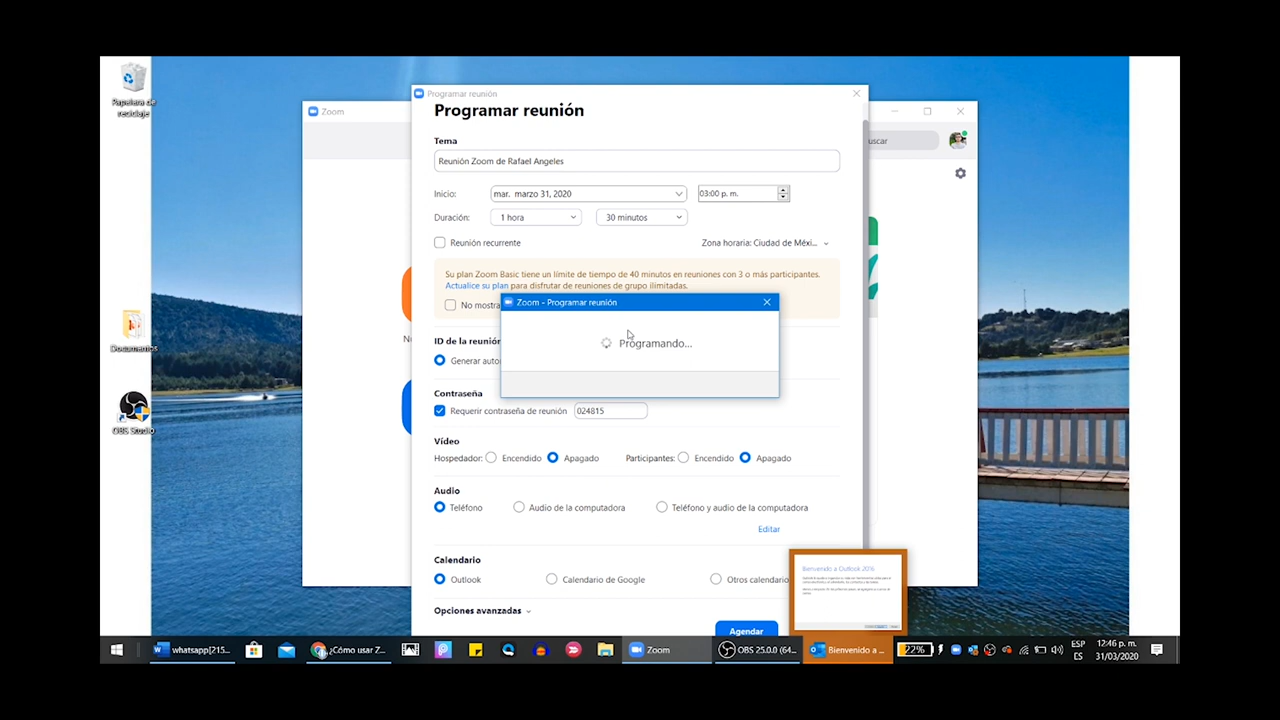 Papelera de
reciclaje
Documentos
OBS Studio
Zoom
uscar
Programar reunión
Programar reunión
Tema
Reunión Zoom de Rafael Angeles
Inicio:
mar. marzo 31, 2020
03:00 p. m.
Duración:
1 hora
30 minutos
Reunión recurrente
Zona horaria: Ciudad de Méxi...
Su plan Zoom Basic tiene un límite de tiempo de 40 minutos en reuniones con 3 o más participantes.
Actualice su plan para disfrutar de reuniones de grupo ilimitadas.
No mostra
Zoom - Programar reunión
Programando...
ID de la reunión
Generar auto
Contraseña
Requerir contraseña de reunión
024815
Vídeo
Hospedador:
Encendido
Apagado
Participantes:
Encendido
Apagado
Audio
Teléfono
Audio de la computadora
Teléfono y audio de la computadora
Editar
Calendario
Outlook
Calendario de Google
Otros calendario
Opciones avanzadas
Agendar
Bienvenido a Outlook 2016
whatsapp[215...
¿Cómo usar Z...
Zoom
OBS 25.0.0 (64...
Bienvenido a ...
22%
ESP
ES
12:46 p. m.
31/03/2020